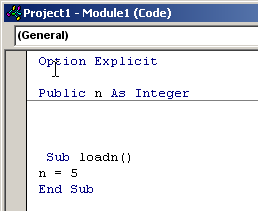 Project1 - Module1 (Code)
(General)
Option Explicit
Public n As Integer
Sub loadn()
n = 5
End Sub